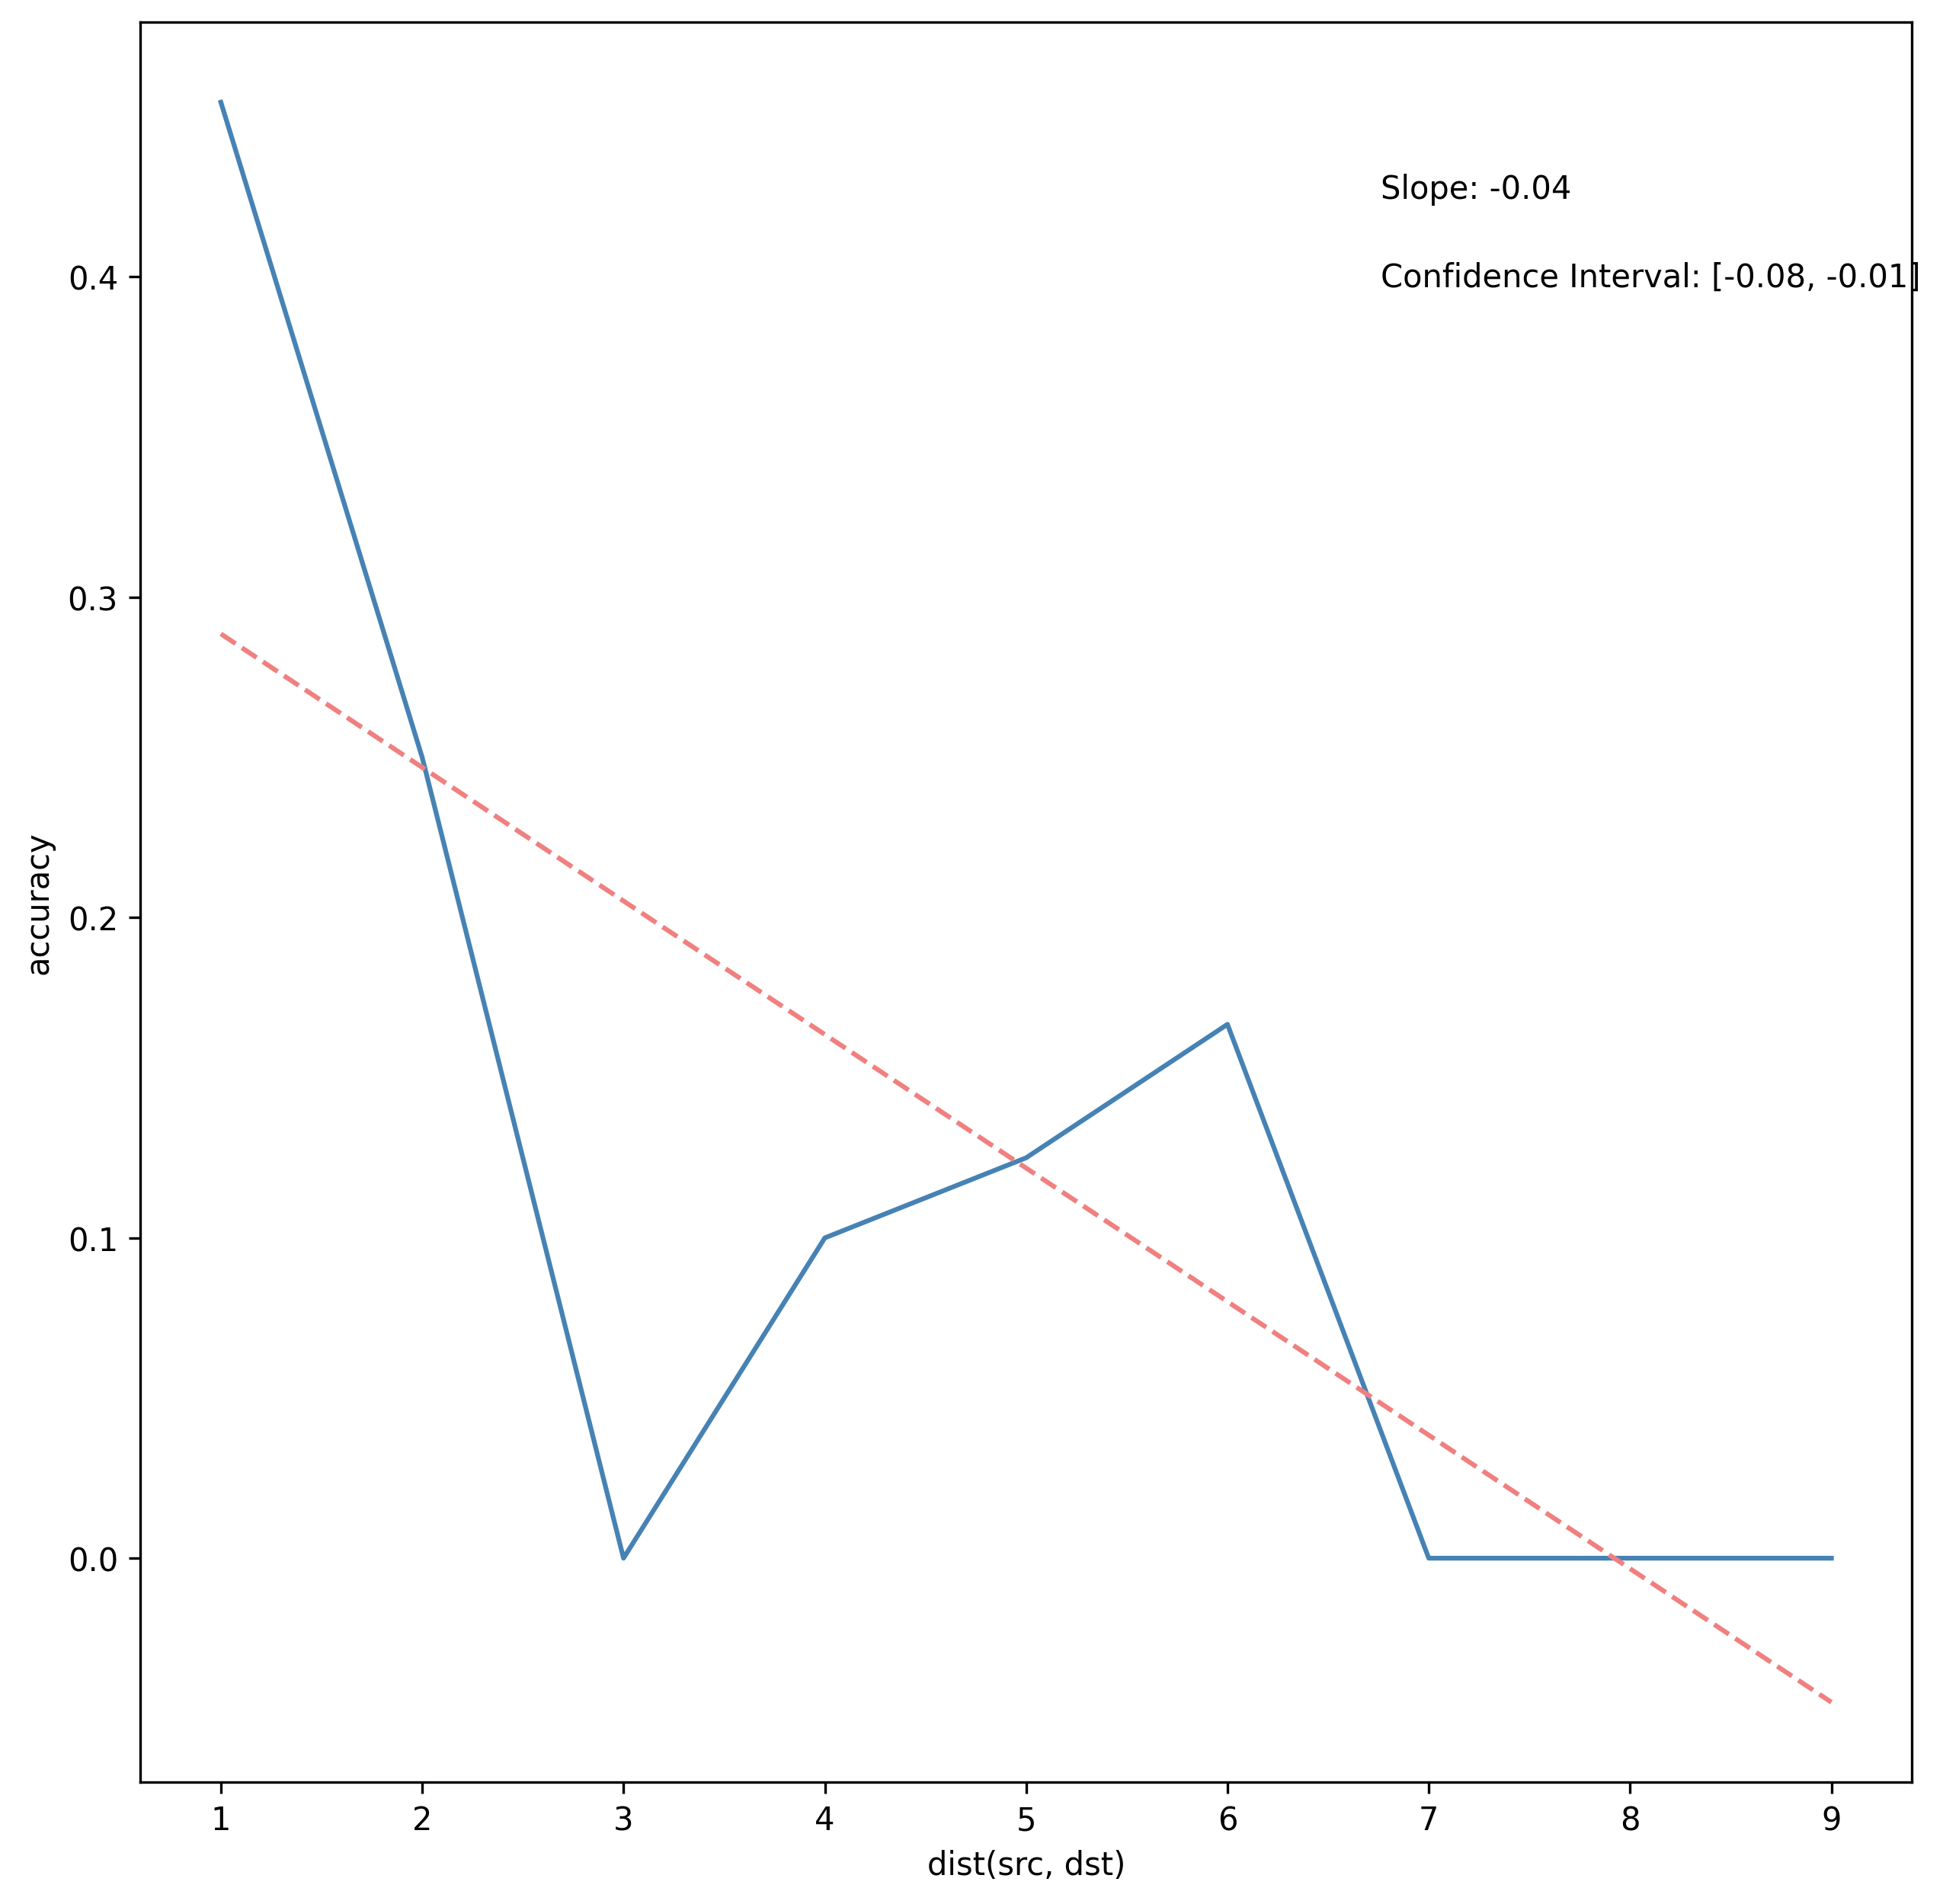 Slope: -0.04
Confidence Interval: [-0.08, -0.01]
0.4
0.3
0.2
0.1
0.0
accuracy
1 2 3 4 5 6 7 8 9
dist(src, dst)